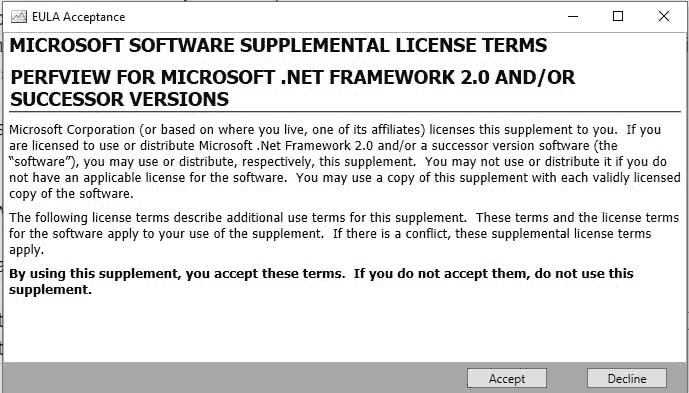 EULA Acceptance
MICROSOFT SOFTWARE SUPPLEMENTAL LICENSE TERMS
PERFVIEW FOR MICROSOFT .NET FRAMEWORK 2.0 AND/OR
SUCCESSOR VERSIONS
Microsoft Corporation (or based on where you live, one of its affiliates) licenses this supplement to you.  If you
are licensed to use or distribute Microsoft .Net Framework 2.0 and/or a successor version software (the
“software”), you may use or distribute, respectively, this supplement.  You may not use or distribute it if you do
not have an applicable license for the software.  You may use a copy of this supplement with each validly licensed
copy of the software.
The following license terms describe additional use terms for this supplement.  These terms and the license terms
for the software apply to your use of the supplement.  If there is a conflict, these supplemental license terms
apply.
By using this supplement, you accept these terms.  If you do not accept them, do not use this
supplement.
Accept Decline